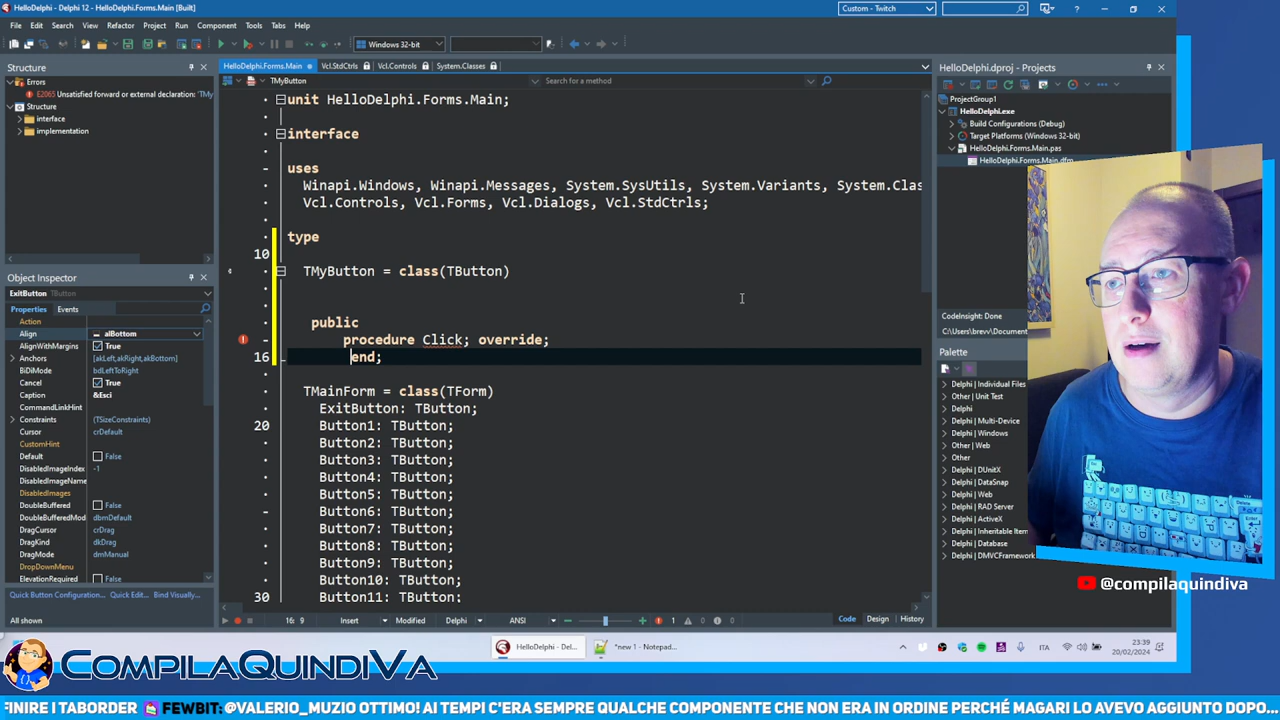 HelloDelphi - Delphi 12 - HelloDelphi.Forms.Main [Built]
Custom - Twitch
File Edit Search View Refactor Project Run Component Tools Tabs Help
Windows 32-bit
Structure
Errors
E2065 Unsatisfied forward or external declaration: 'TMy
Structure
interface
implementation
Object Inspector
ExitButton TButton
Properties Events
Action
Align alBottom
AlignWithMargins True
Anchors [akLeft,akRight,akBottom]
BiDiMode bdLeftToRight
Cancel True
Caption &Esci
CommandLinkHint
Constraints (TSizeConstraints)
Cursor crDefault
CustomHint
Default False
DisabledImageIndex -1
DisabledImageName
DisabledImages
DoubleBuffered False
DoubleBufferedMod dbmDefault
DragCursor crDrag
DragKind dkDrag
DragMode dmManual
DropDownMenu
ElevationRequired False
Quick Button Configuration... Quick Edit... Bind Visually...
All shown
HelloDelphi.Forms.Main Vcl.StdCtrls Vcl.Controls System.Classes
TMyButton
Search for a method
unit HelloDelphi.Forms.Main;
interface
uses
Winapi.Windows, Winapi.Messages, System.SysUtils, System.Variants, System.Clas
Vcl.Controls, Vcl.Forms, Vcl.Dialogs, Vcl.StdCtrls;
type
10
TMyButton = class(TButton)
public
procedure Click; override;
16 end;
TMainForm = class(TForm)
ExitButton: TButton;
20 Button1: TButton;
Button2: TButton;
Button3: TButton;
Button4: TButton;
Button5: TButton;
Button6: TButton;
Button7: TButton;
Button8: TButton;
Button9: TButton;
Button10: TButton;
30 Button11: TButton;
16: 9 Insert Modified Delphi ANSI 1 0 0 Code Design History
HelloDelphi.dproj - Projects
ProjectGroup1
HelloDelphi.exe
Build Configurations (Debug)
Target Platforms (Windows 32-bit)
HelloDelphi.Forms.Main.pas
HelloDelphi.Forms.Main.dfm
CodeInsight: Done
C:\Users\brevv\Document
Palette
Delphi | Individual Files
Other | Unit Test
Delphi
Delphi | Multi-Device
Delphi | Windows
Other | Web
Other
Delphi | DUnitX
Delphi | DataSnap
Delphi | Web
Delphi | RAD Server
Delphi | ActiveX
Delphi | Inheritable Item
Delphi | Database
Delphi | DMVCFramework
Delete
Enter
@compilaquindiva
HelloDelphi - Del...
*new 1 - Notepad...
ITA
23:39
20/02/2024
COMPILAQUINDIVA
FINIRE I TABORDER FEWBIT: @VALERIO_MUZIO OTTIMO! AI TEMPI C'ERA SEMPRE QUALCHE COMPONENTE CHE NON ERA IN ORDINE PERCHÉ MAGARI LO AVEVO AGGIUNTO DOPO...